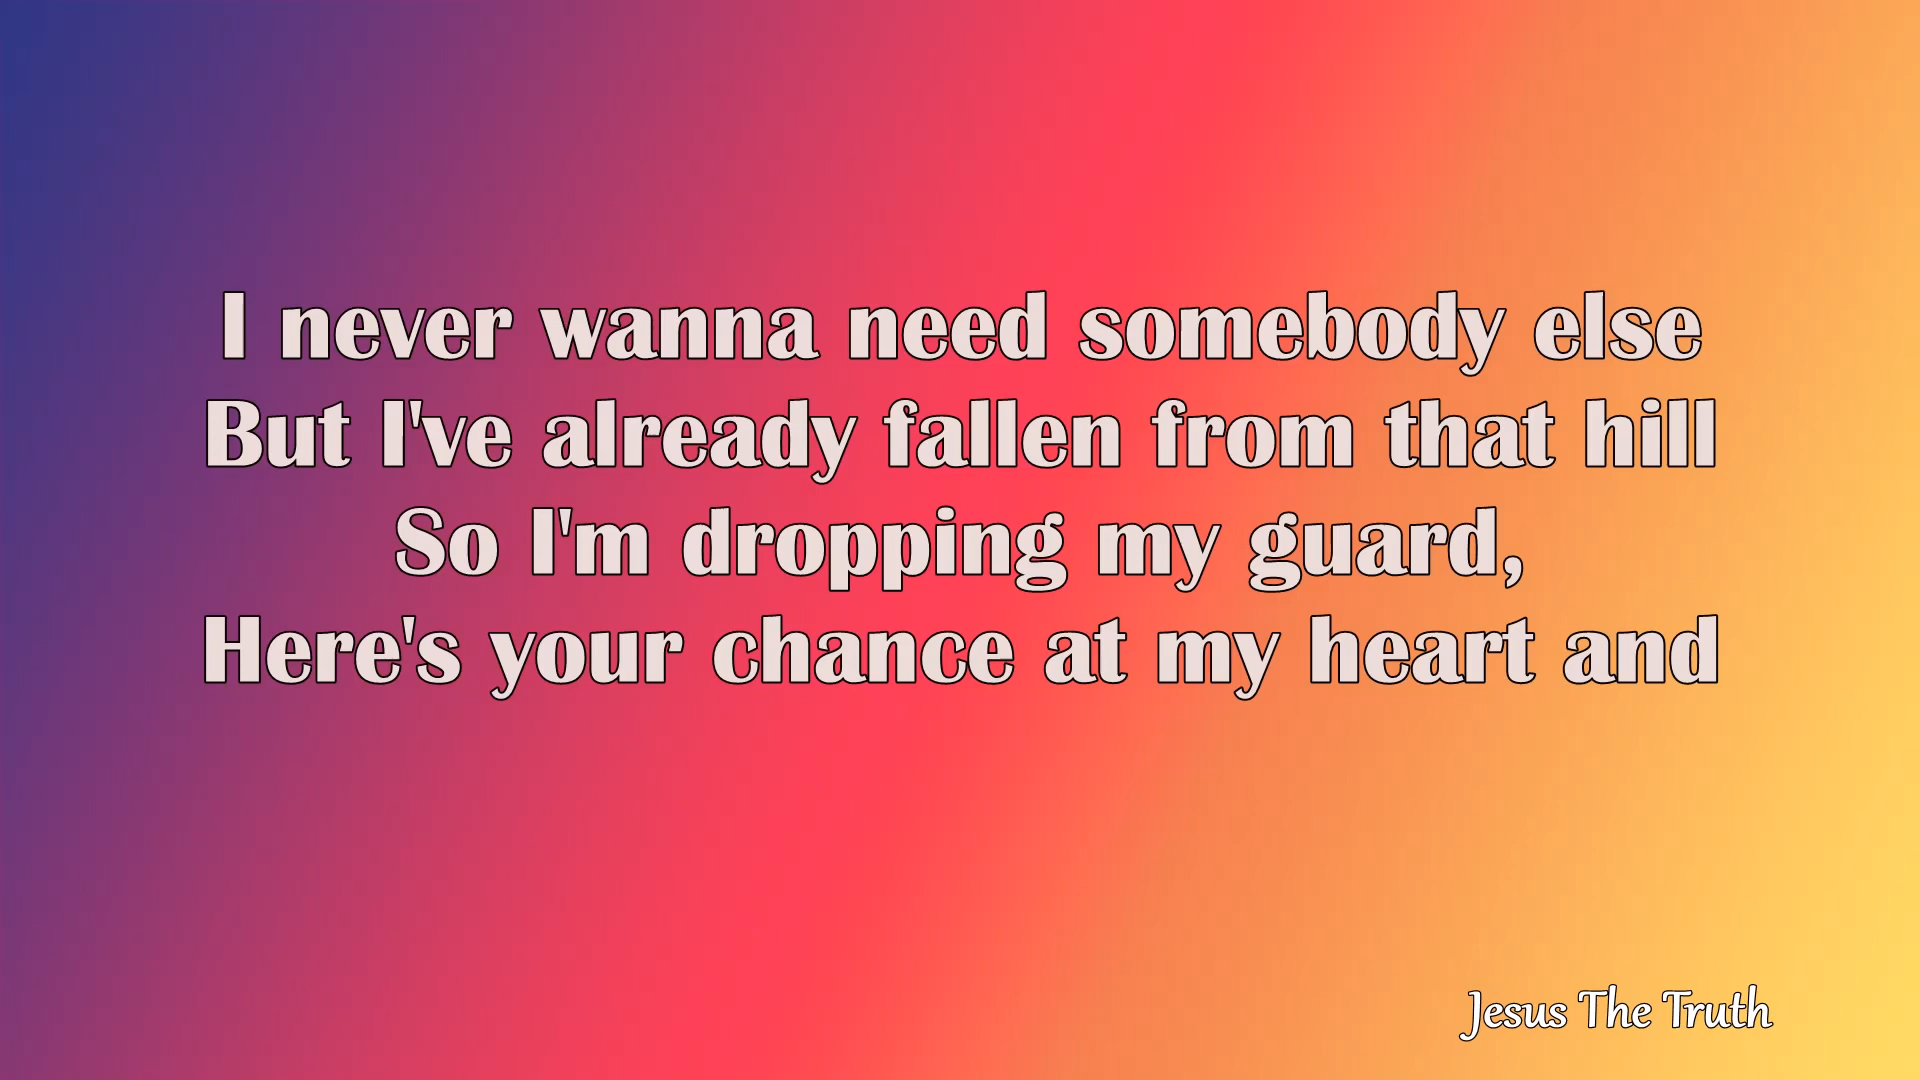 I never wanna need somebody else
But I've already fallen from that hill
So I'm dropping my guard,
Here's your chance at my heart and
Jesus The Truth